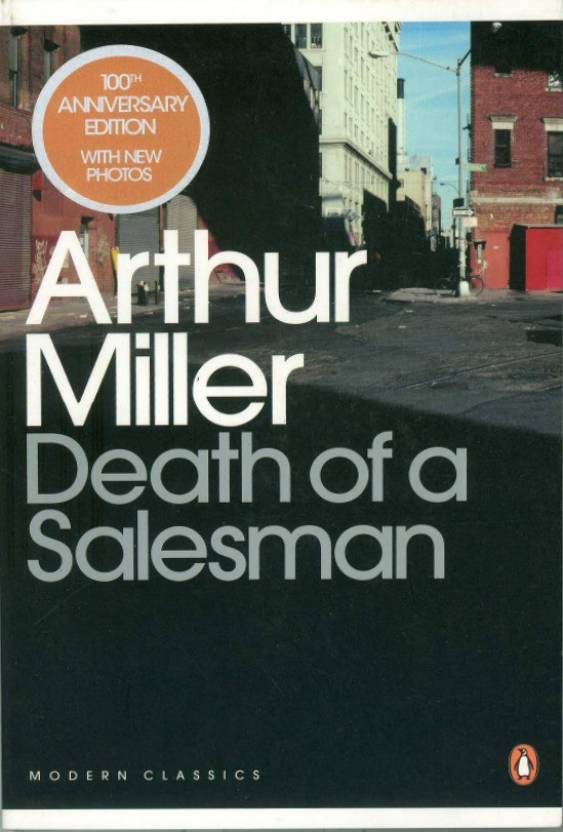 100TH
ANNIVERSARY
EDITION
WITH NEW
PHOTOS
Arthur
Miller
Death of a
Salesman
MODERN CLASSICS